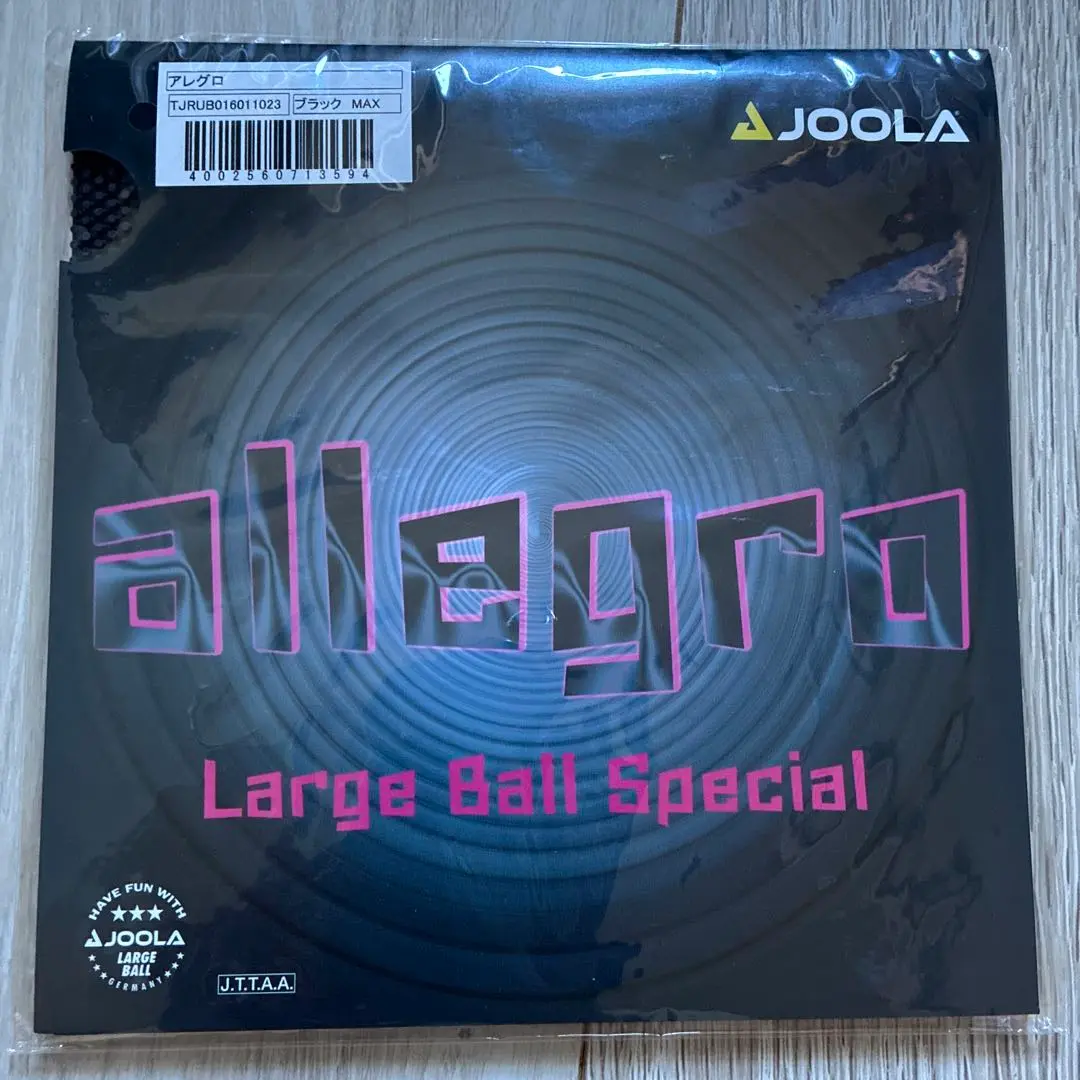 アレグロ
TJRUB016011023 ブラック MAX
4002560713594
JOOLA
allegro
Large Ball Special
HAVE FUN WITH
JOOLA
LARGE
BALL
GERMANY
J.T.T.A.A.